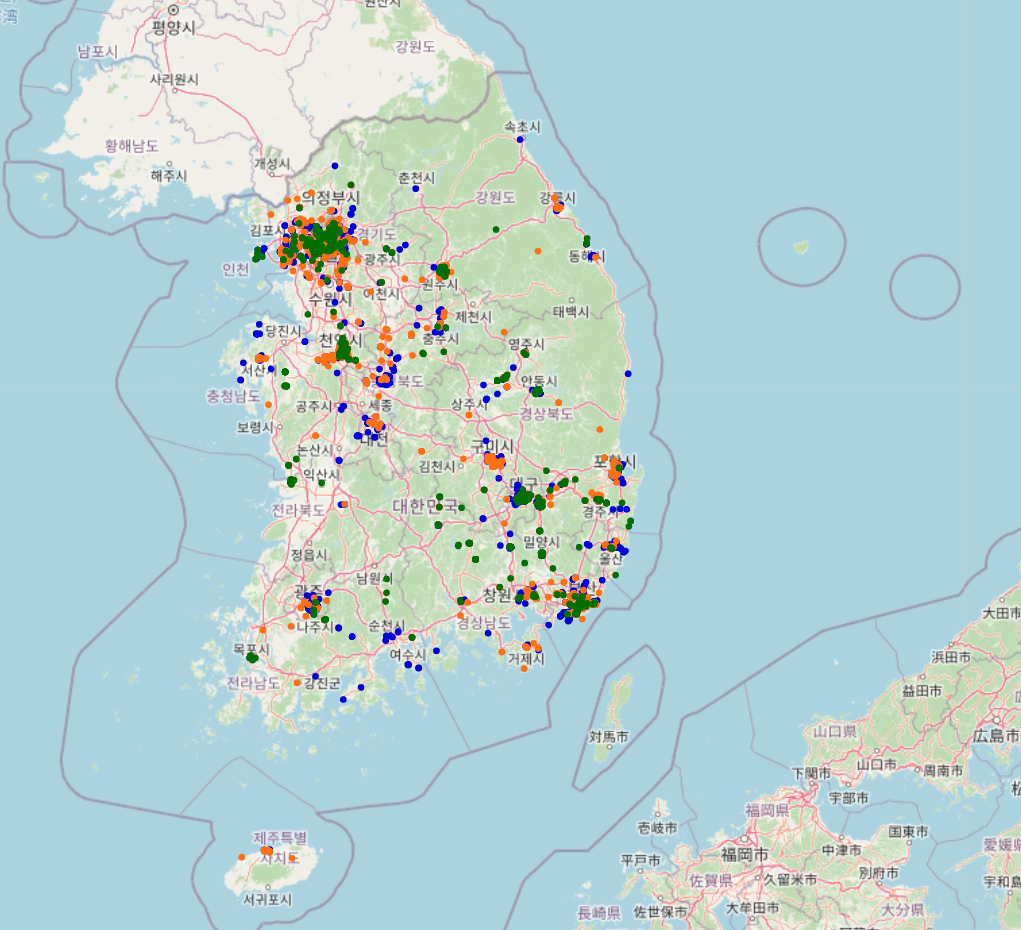 원산시
湾
평양시
강원도
남포시
사리원시
속초시
황해남도
개성시
해주시
춘천시
의정부시
강원도
강릉시
김포시
경기도
광주시
동해시
인천
원주시
수원시
이천시
태백시
제천시
당진시
천안시
충주시
영주시
서산시
북도
안동시
충청남도
공주시
세종
상주시
경상북도
보령시
대전
논산시
구미시
포항시
김천시
익산시
대구
전라북도
대한민국
경주시
정읍시
밀양시
울산
남원시
광주
창원
부산
大田市
나주시
순천시
경상남도
목포시
여수시
거제시
浜田市
전라남도
강진군
益田市
広
対馬市
山口県
広島市
山口市
下関市
周南市
宇部市
松
福岡県
壱岐市
国東市
제주특별
자치도
福岡市
中津市
愛媛県
平戸市
佐賀県
久留米市
別府市
宇和島
서귀포시
長崎県
佐世保市
大牟田市
大分県